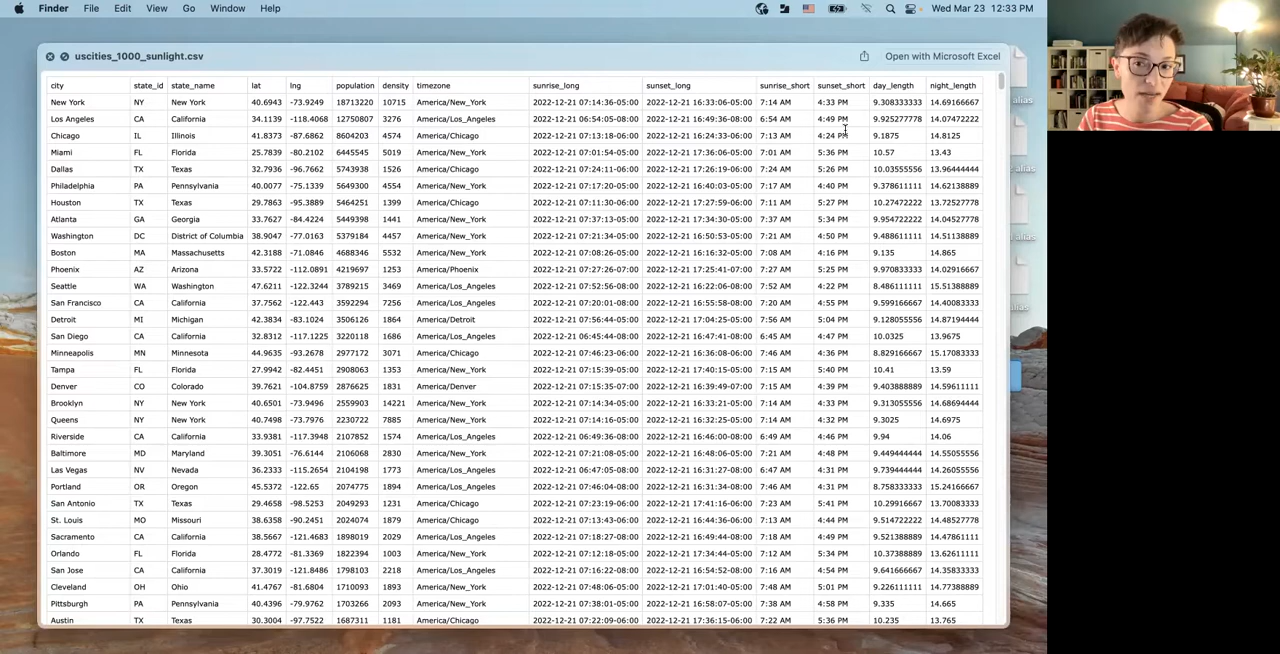 Finder File Edit View Go Window Help Wed Mar 23 12:33 PM
uscities_1000_sunlight.csv Open with Microsoft Excel
city state_id state_name lat lng population density timezone sunrise_long sunset_long sunrise_short sunset_short day_length night_length
New York NY New York 40.6943 -73.9249 18713220 10715 America/New_York 2022-12-21 07:14:36-05:00 2022-12-21 16:33:06-05:00 7:14 AM 4:33 PM 9.308333333 14.69166667
Los Angeles CA California 34.1139 -118.4068 12750807 3276 America/Los_Angeles 2022-12-21 06:54:05-08:00 2022-12-21 16:49:36-08:00 6:54 AM 4:49 PM 9.925277778 14.07472222
Chicago IL Illinois 41.8373 -87.6862 8604203 4574 America/Chicago 2022-12-21 07:13:18-06:00 2022-12-21 16:24:33-06:00 7:13 AM 4:24 PM 9.1875 14.8125
Miami FL Florida 25.7839 -80.2102 6445545 5019 America/New_York 2022-12-21 07:01:54-05:00 2022-12-21 17:36:06-05:00 7:01 AM 5:36 PM 10.57 13.43
Dallas TX Texas 32.7936 -96.7662 5743938 1526 America/Chicago 2022-12-21 07:24:11-06:00 2022-12-21 17:26:19-06:00 7:24 AM 5:26 PM 10.03555556 13.96444444
Philadelphia PA Pennsylvania 40.0077 -75.1339 5649300 4554 America/New_York 2022-12-21 07:17:20-05:00 2022-12-21 16:40:03-05:00 7:17 AM 4:40 PM 9.378611111 14.62138889
Houston TX Texas 29.7863 -95.3889 5464251 1399 America/Chicago 2022-12-21 07:11:30-06:00 2022-12-21 17:27:59-06:00 7:11 AM 5:27 PM 10.27472222 13.72527778
Atlanta GA Georgia 33.7627 -84.4224 5449398 1441 America/New_York 2022-12-21 07:37:13-05:00 2022-12-21 17:34:30-05:00 7:37 AM 5:34 PM 9.954722222 14.04527778
Washington DC District of Columbia 38.9047 -77.0163 5379184 4457 America/New_York 2022-12-21 07:21:34-05:00 2022-12-21 16:50:53-05:00 7:21 AM 4:50 PM 9.488611111 14.51138889
Boston MA Massachusetts 42.3188 -71.0846 4688346 5532 America/New_York 2022-12-21 07:08:26-05:00 2022-12-21 16:16:32-05:00 7:08 AM 4:16 PM 9.135 14.865
Phoenix AZ Arizona 33.5722 -112.0891 4219697 1253 America/Phoenix 2022-12-21 07:27:26-07:00 2022-12-21 17:25:41-07:00 7:27 AM 5:25 PM 9.970833333 14.02916667
Seattle WA Washington 47.6211 -122.3244 3789215 3469 America/Los_Angeles 2022-12-21 07:52:56-08:00 2022-12-21 16:22:06-08:00 7:52 AM 4:22 PM 8.486111111 15.51388889
San Francisco CA California 37.7562 -122.443 3592294 7256 America/Los_Angeles 2022-12-21 07:20:01-08:00 2022-12-21 16:55:58-08:00 7:20 AM 4:55 PM 9.599166667 14.40083333
Detroit MI Michigan 42.3834 -83.1024 3506126 1864 America/Detroit 2022-12-21 07:56:44-05:00 2022-12-21 17:04:25-05:00 7:56 AM 5:04 PM 9.128055556 14.87194444
San Diego CA California 32.8312 -117.1225 3220118 1686 America/Los_Angeles 2022-12-21 06:45:44-08:00 2022-12-21 16:47:41-08:00 6:45 AM 4:47 PM 10.0325 13.9675
Minneapolis MN Minnesota 44.9635 -93.2678 2977172 3071 America/Chicago 2022-12-21 07:46:23-06:00 2022-12-21 16:36:08-06:00 7:46 AM 4:36 PM 8.829166667 15.17083333
Tampa FL Florida 27.9942 -82.4451 2908063 1353 America/New_York 2022-12-21 07:15:39-05:00 2022-12-21 17:40:15-05:00 7:15 AM 5:40 PM 10.41 13.59
Denver CO Colorado 39.7621 -104.8759 2876625 1831 America/Denver 2022-12-21 07:15:35-07:00 2022-12-21 16:39:49-07:00 7:15 AM 4:39 PM 9.403888889 14.59611111
Brooklyn NY New York 40.6501 -73.9496 2559903 14221 America/New_York 2022-12-21 07:14:34-05:00 2022-12-21 16:33:21-05:00 7:14 AM 4:33 PM 9.313055556 14.68694444
Queens NY New York 40.7498 -73.7976 2230722 7885 America/New_York 2022-12-21 07:14:16-05:00 2022-12-21 16:32:25-05:00 7:14 AM 4:32 PM 9.3025 14.6975
Riverside CA California 33.9381 -117.3948 2107852 1574 America/Los_Angeles 2022-12-21 06:49:36-08:00 2022-12-21 16:46:00-08:00 6:49 AM 4:46 PM 9.94 14.06
Baltimore MD Maryland 39.3051 -76.6144 2106068 2830 America/New_York 2022-12-21 07:21:08-05:00 2022-12-21 16:48:06-05:00 7:21 AM 4:48 PM 9.449444444 14.55055556
Las Vegas NV Nevada 36.2333 -115.2654 2104198 1773 America/Los_Angeles 2022-12-21 06:47:05-08:00 2022-12-21 16:31:27-08:00 6:47 AM 4:31 PM 9.739444444 14.26055556
Portland OR Oregon 45.5372 -122.65 2074775 1894 America/Los_Angeles 2022-12-21 07:46:04-08:00 2022-12-21 16:31:34-08:00 7:46 AM 4:31 PM 8.758333333 15.24166667
San Antonio TX Texas 29.4658 -98.5253 2049293 1231 America/Chicago 2022-12-21 07:23:19-06:00 2022-12-21 17:41:16-06:00 7:23 AM 5:41 PM 10.29916667 13.70083333
St. Louis MO Missouri 38.6358 -90.2451 2024074 1879 America/Chicago 2022-12-21 07:13:43-06:00 2022-12-21 16:44:36-06:00 7:13 AM 4:44 PM 9.514722222 14.48527778
Sacramento CA California 38.5667 -121.4683 1898019 2029 America/Los_Angeles 2022-12-21 07:18:27-08:00 2022-12-21 16:49:44-08:00 7:18 AM 4:49 PM 9.521388889 14.47861111
Orlando FL Florida 28.4772 -81.3369 1822394 1003 America/New_York 2022-12-21 07:12:18-05:00 2022-12-21 17:34:44-05:00 7:12 AM 5:34 PM 10.37388889 13.62611111
San Jose CA California 37.3019 -121.8486 1798103 2218 America/Los_Angeles 2022-12-21 07:16:22-08:00 2022-12-21 16:54:52-08:00 7:16 AM 4:54 PM 9.641666667 14.35833333
Cleveland OH Ohio 41.4767 -81.6804 1710093 1893 America/New_York 2022-12-21 07:48:06-05:00 2022-12-21 17:01:40-05:00 7:48 AM 5:01 PM 9.226111111 14.77388889
Pittsburgh PA Pennsylvania 40.4396 -79.9762 1703266 2093 America/New_York 2022-12-21 07:38:01-05:00 2022-12-21 16:58:07-05:00 7:38 AM 4:58 PM 9.335 14.665
Austin TX Texas 30.3004 -97.7522 1687311 1181 America/Chicago 2022-12-21 07:22:09-06:00 2022-12-21 17:36:15-06:00 7:22 AM 5:36 PM 10.235 13.765
alias
alias
alias
alias